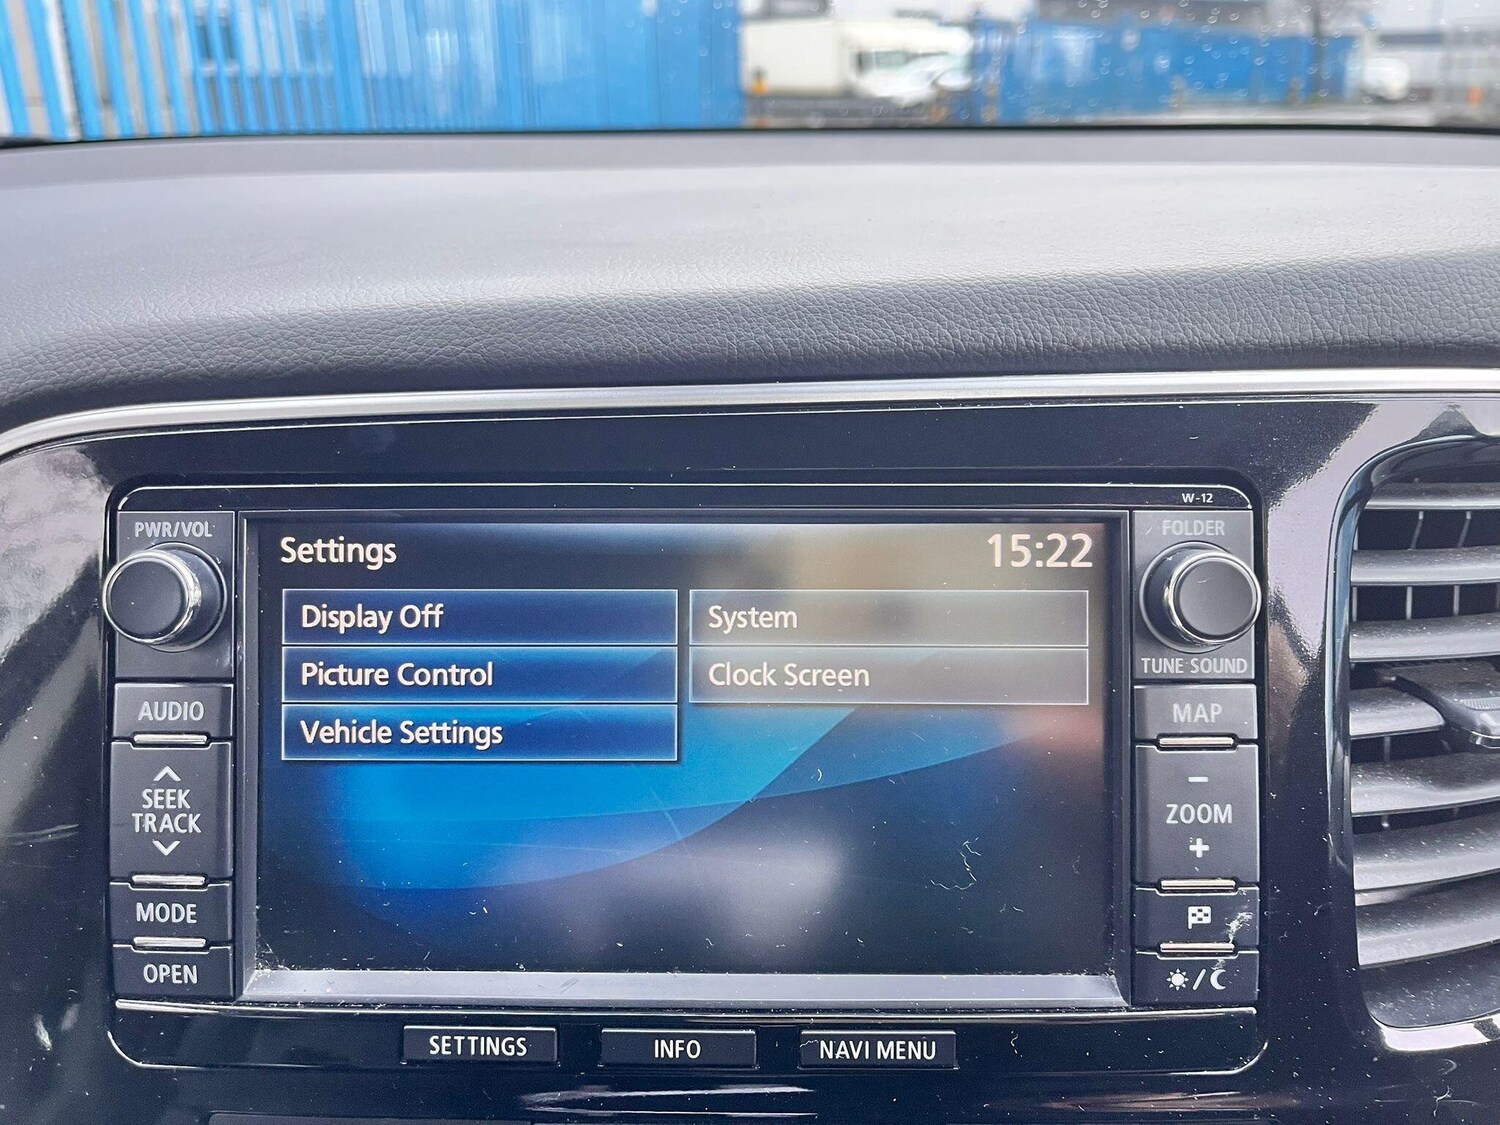 W-12
PWR/VOL
FOLDER
Settings
15:22
Display Off
System
Picture Control
Clock Screen
Vehicle Settings
TUNE SOUND
AUDIO
MAP
SEEK
TRACK
- 
ZOOM
+
MODE
OPEN
SETTINGS
INFO
NAVI MENU